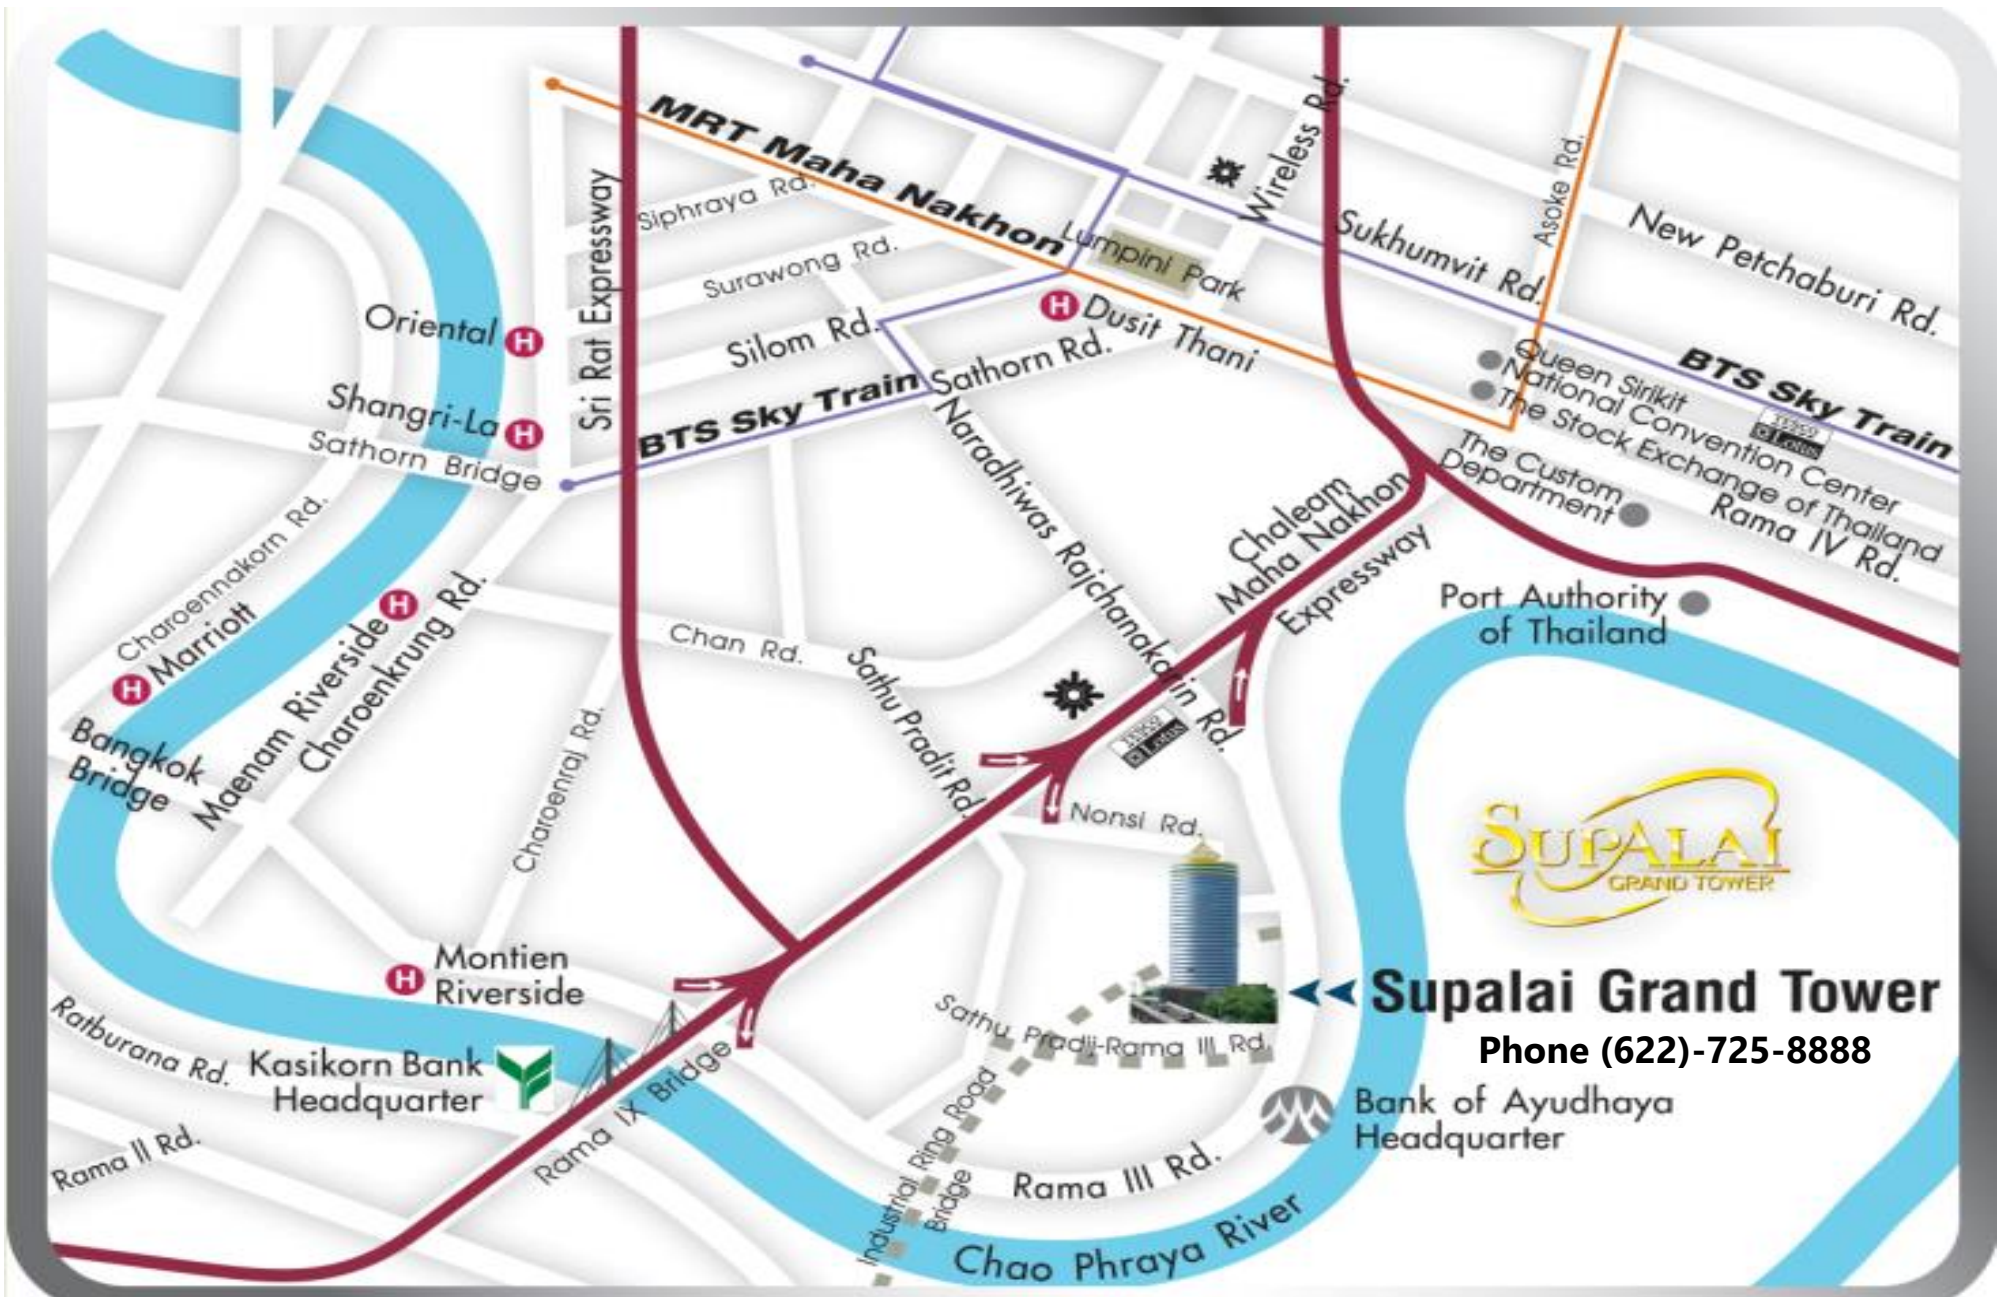 MRT Maha Nakhon
Wireless Rd.
Asoke Rd.
Sri Rat Expressway
Siphraya Rd.
Lumpini Park
Sukhumvit Rd.
New Petchaburi Rd.
Surawong Rd.
Oriental
H
H
Dusit Thani
Silom Rd.
Sathorn Rd.
BTS Sky Train
Queen Sirikit
National Convention Center
The Stock Exchange of Thailand
BTS Sky Train
Lotus
Shangri-La
H
Sathorn Bridge
Naradhiwas Rajchanakarin Rd.
The Custom
Department
Rama IV Rd.
Chaleam
Maha Nakhon
Expressway
Charoennakorn Rd.
H
Marriott
H
Maenam Riverside
Charoenkrung Rd.
Port Authority
of Thailand
Chan Rd.
Sathu Pradit Rd.
Lotus
Bangkok
Bridge
Charoenraj Rd.
Nonsi Rd.
SUPALAI
GRAND TOWER
H
Montien
Riverside
Supalai Grand Tower
Phone (622)-725-8888
Sathu Pradji-Rama III Rd.
Ratburana Rd.
Kasikorn Bank
Headquarter
Rama IX Bridge
Industrial Ring Road
Bridge
Bank of Ayudhaya
Headquarter
Rama II Rd.
Rama III Rd.
Chao Phraya River